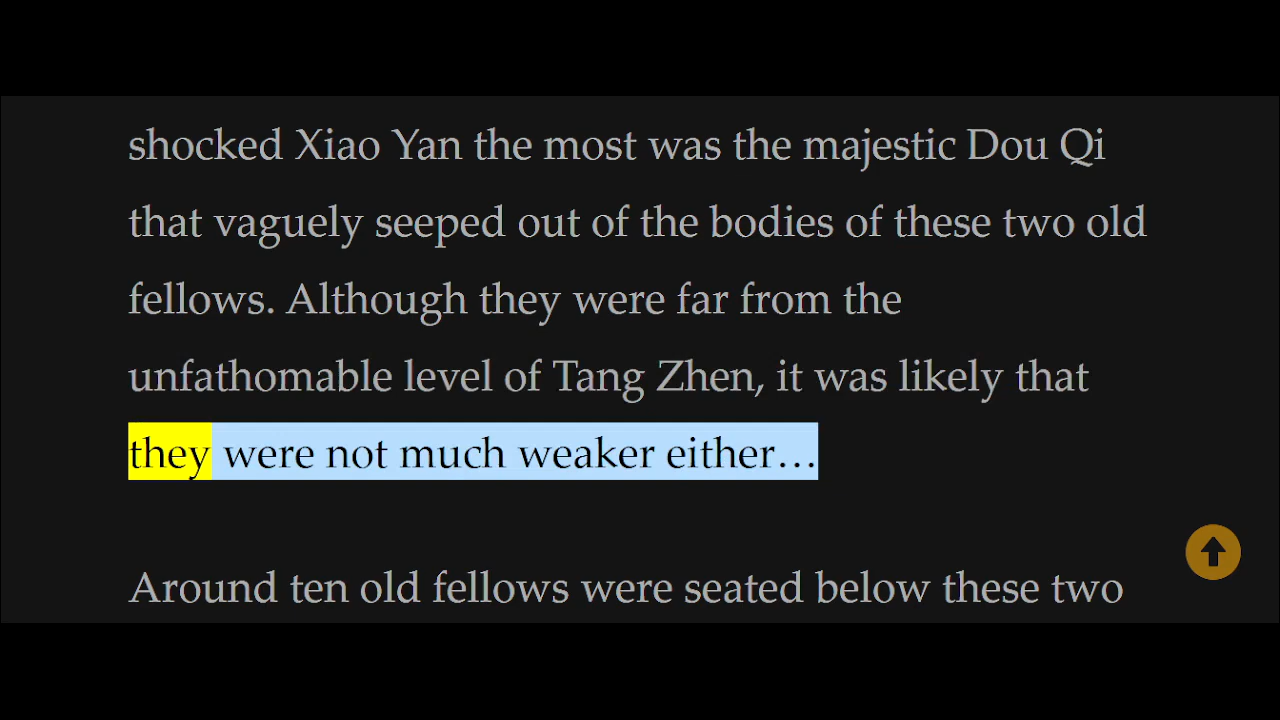 shocked Xiao Yan the most was the majestic Dou Qi
that vaguely seeped out of the bodies of these two old
fellows. Although they were far from the
unfathomable level of Tang Zhen, it was likely that
they were not much weaker either…
Around ten old fellows were seated below these two